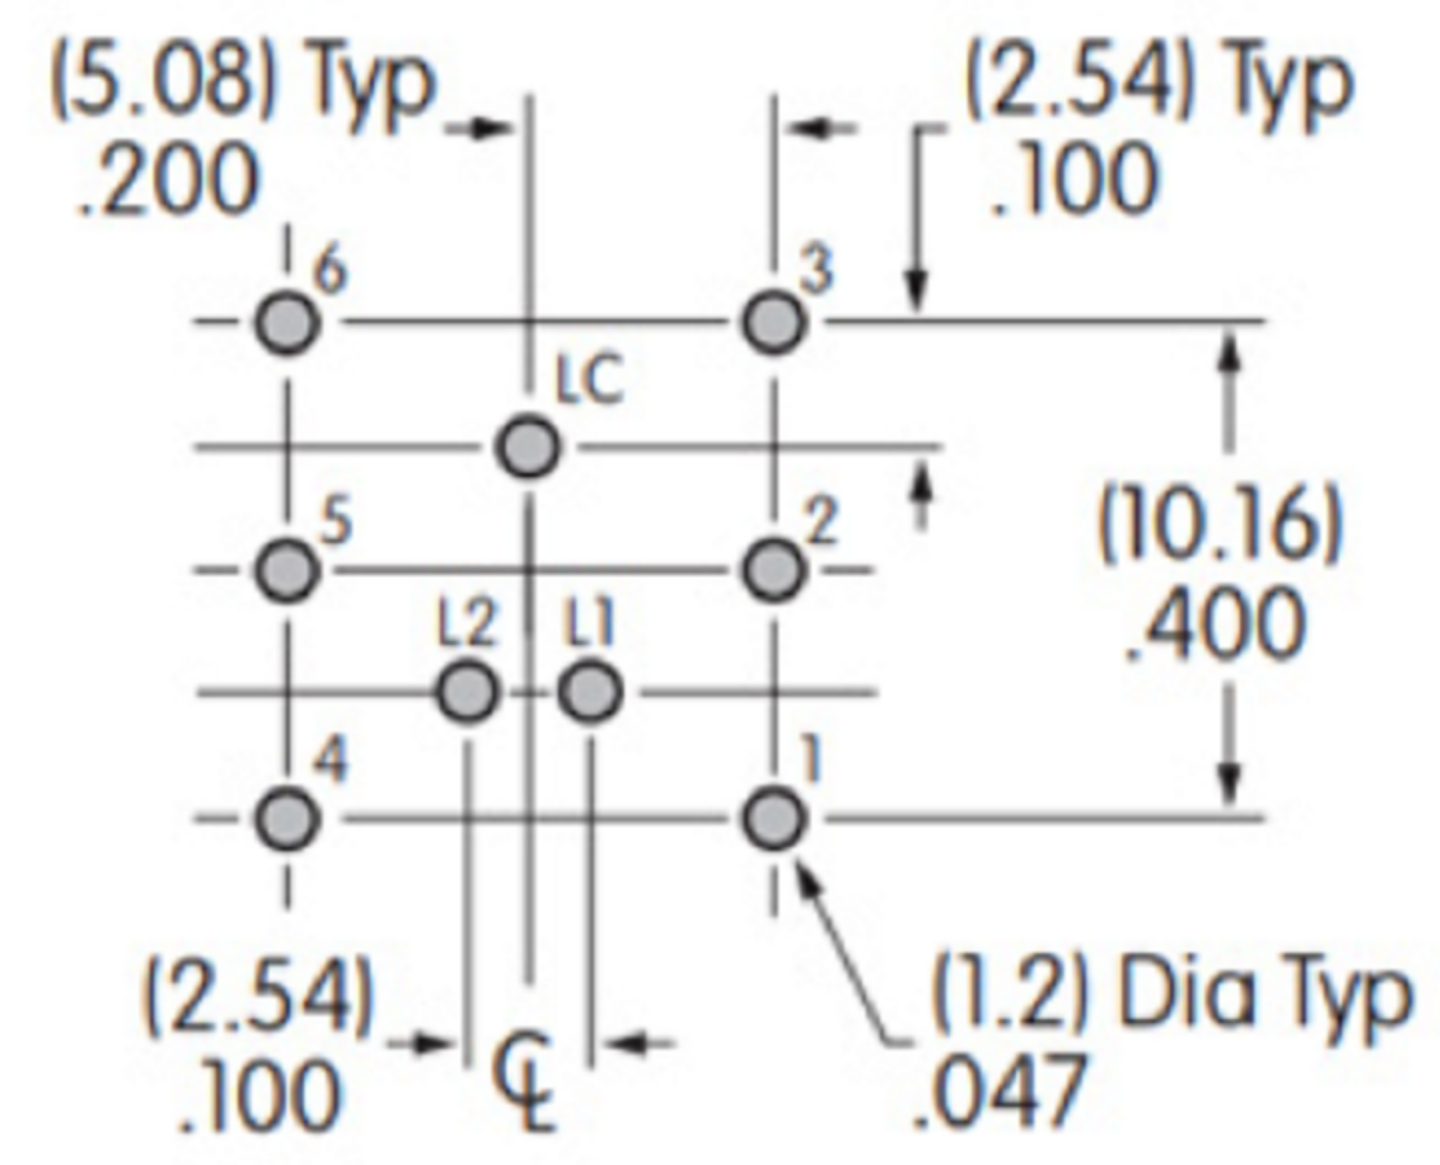 (5.08) Typ
.200
(2.54) Typ
.100
6
3
LC
5
2
(10.16)
.400
L2
L1
4
1
(2.54)
.100
℄
(1.2) Dia Typ
.047